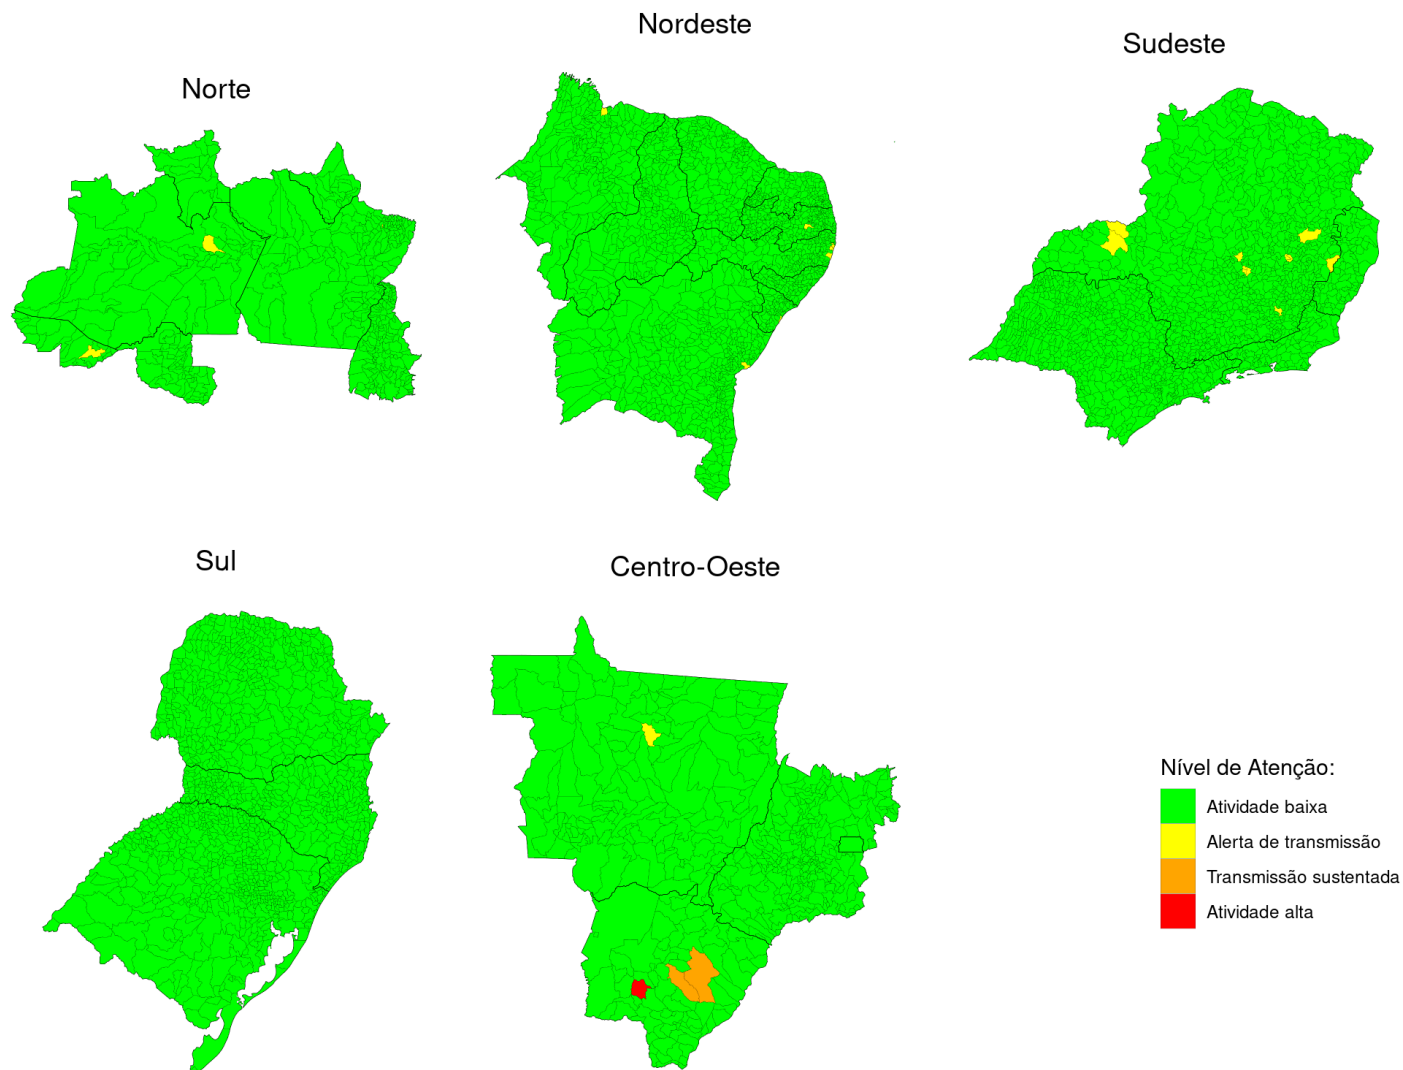 Nordeste
Sudeste
Norte
Sul
Centro-Oeste
Nível de Atenção:
Atividade baixa
Alerta de transmissão
Transmissão sustentada
Atividade alta